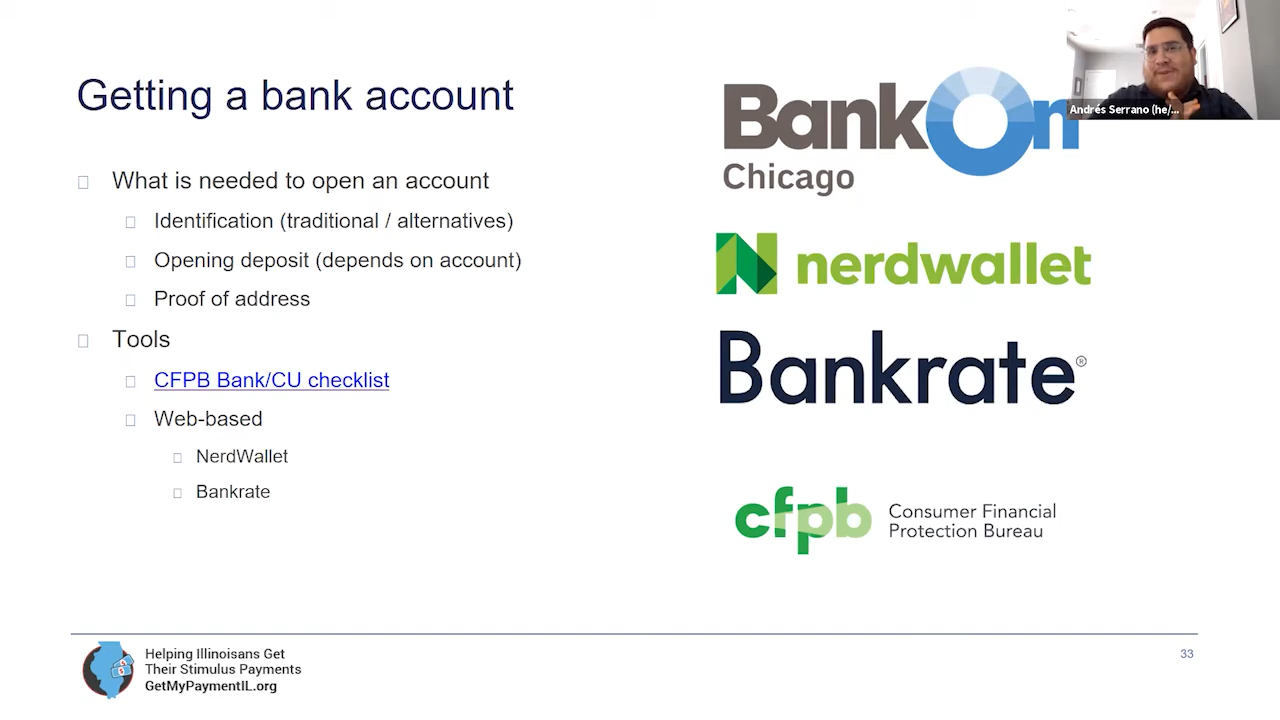 Getting a bank account
What is needed to open an account
Identification (traditional / alternatives)
Opening deposit (depends on account)
Proof of address
Tools
CFPB Bank/CU checklist
Web-based
NerdWallet
Bankrate
BankOn
Chicago
nerdwallet
Bankrate®
cfpb
Consumer Financial
Protection Bureau
Andrés Serrano (he/...
Helping Illinoisans Get
Their Stimulus Payments
GetMyPaymentIL.org
33